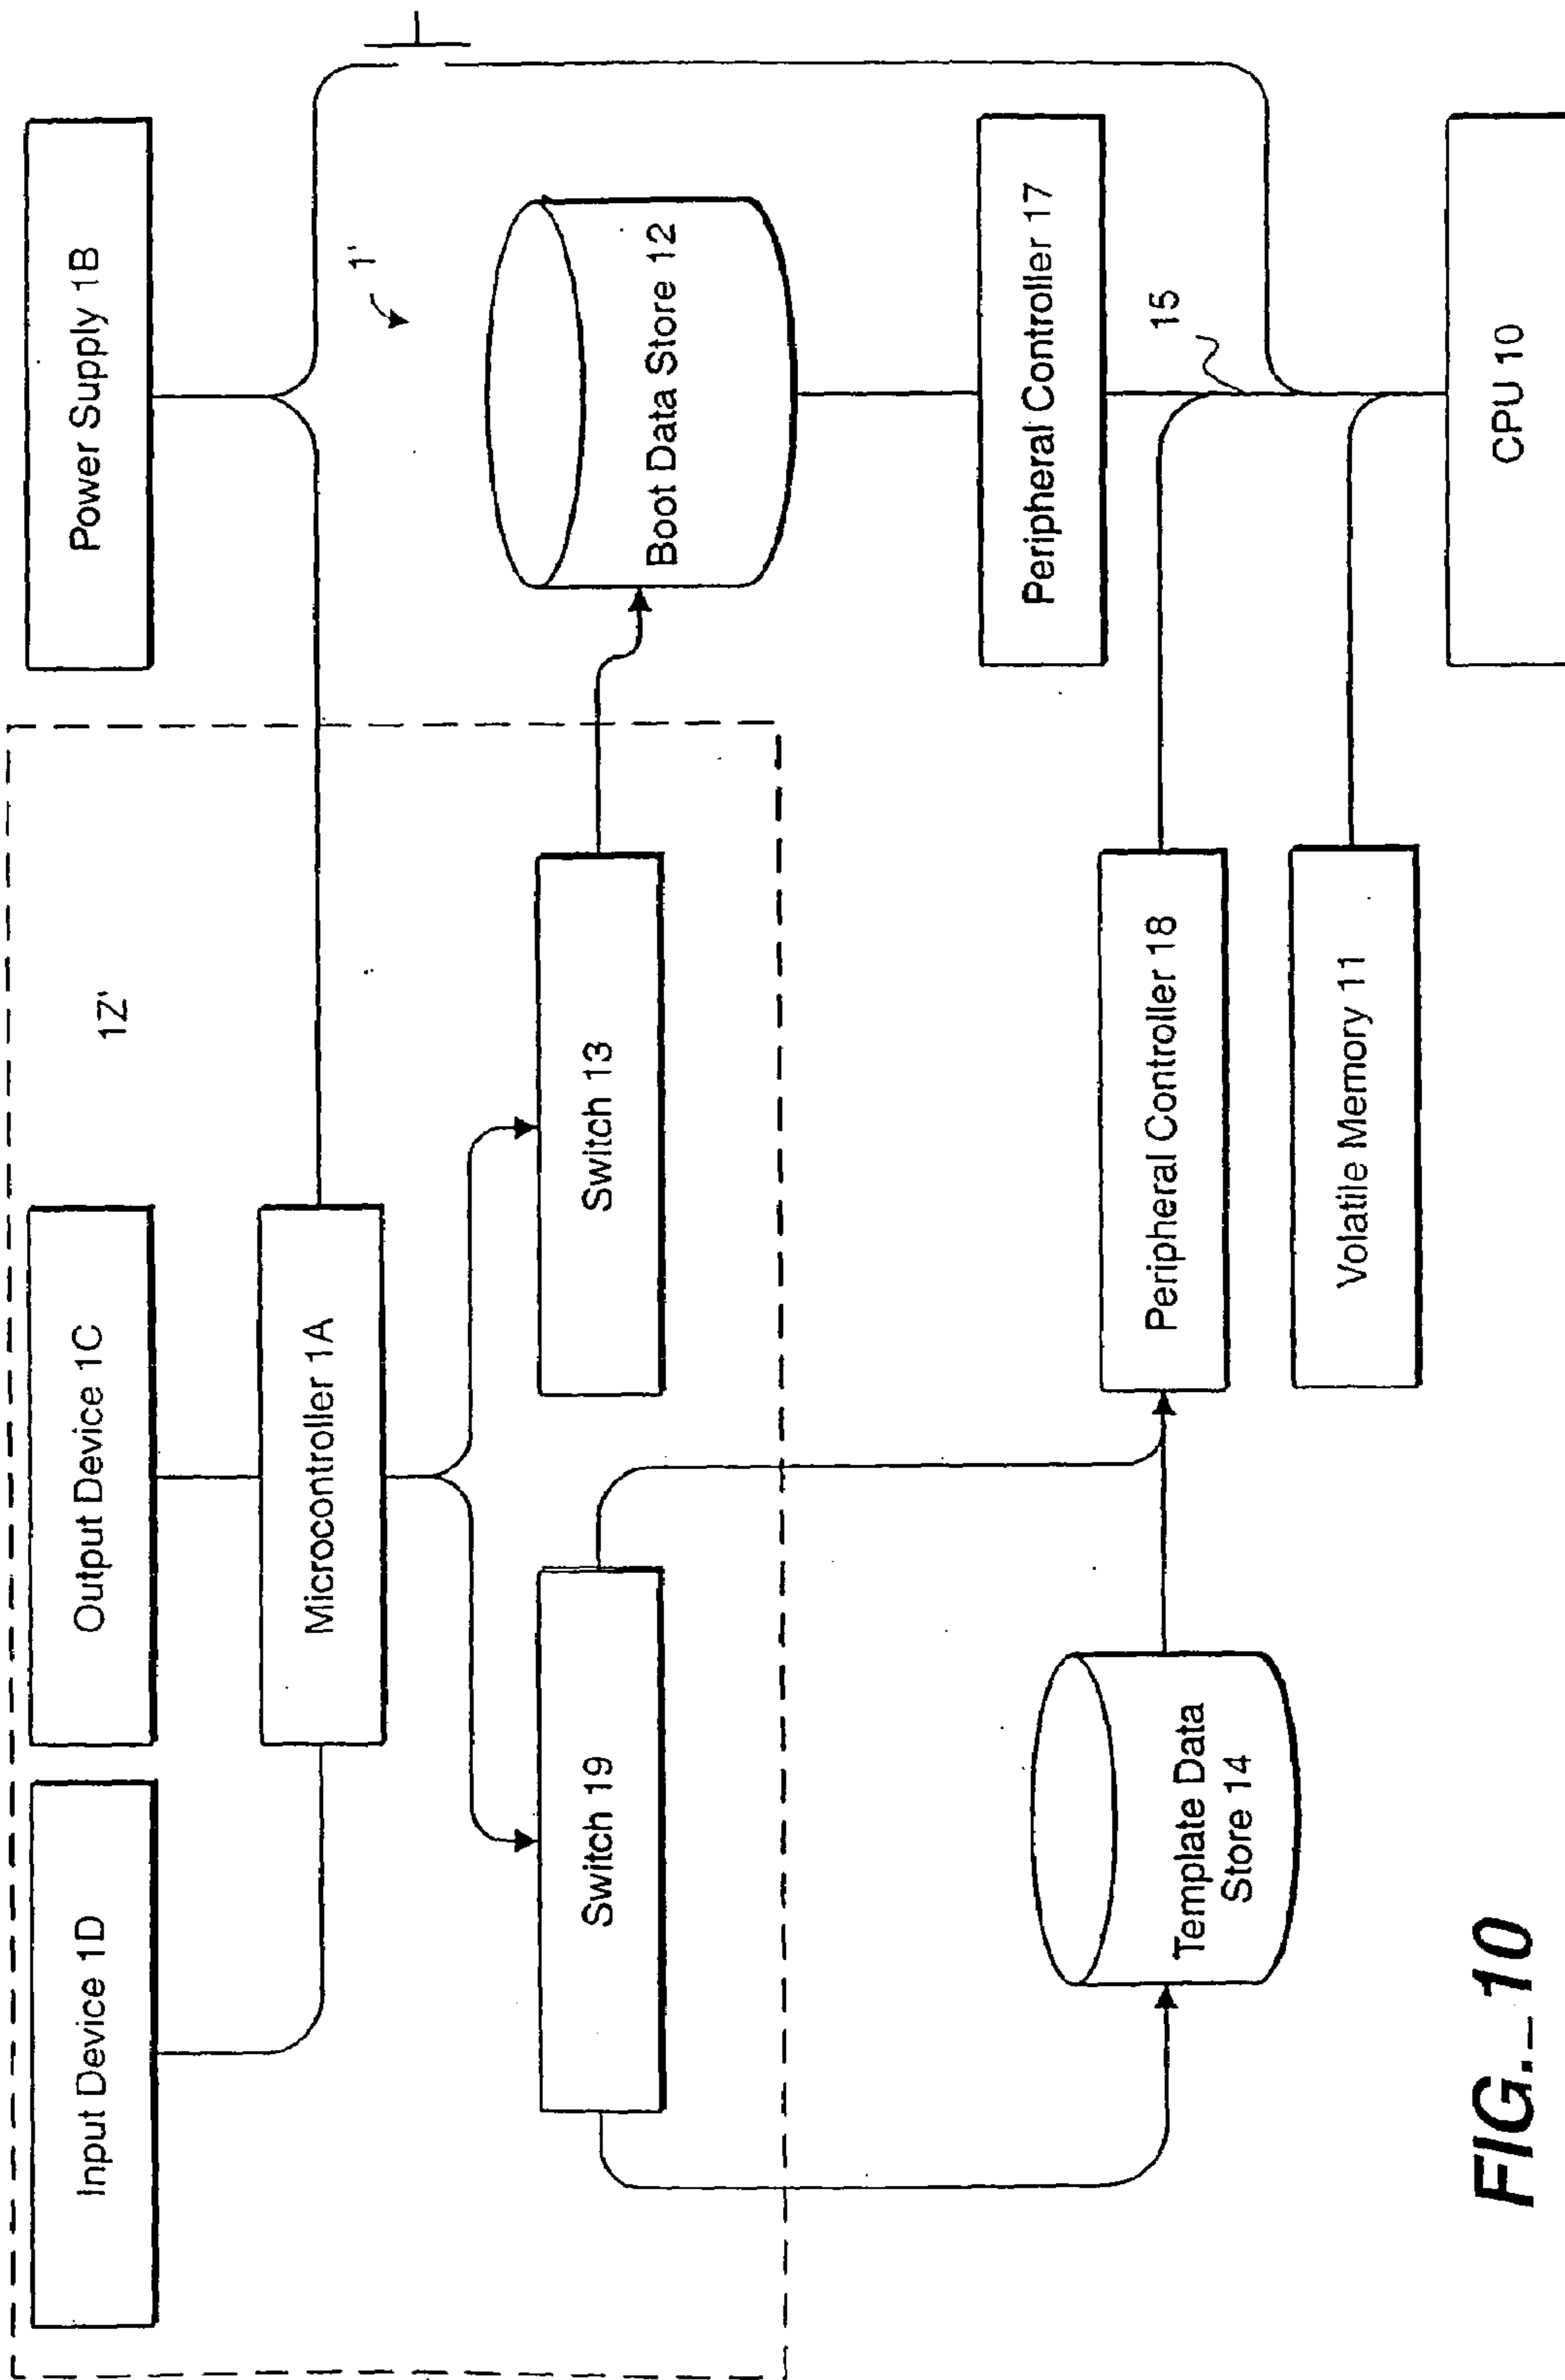 Input Device 1D
Output Device 1C
1Z'
Power Supply 1B
Microcontroller 1A
1'
Switch 19
Switch 13
Boot Data Store 12
Template Data
Store 14
Peripheral Controller 18
Peripheral Controller 17
15
Volatile Memory 11
CPU 10
FIG._10